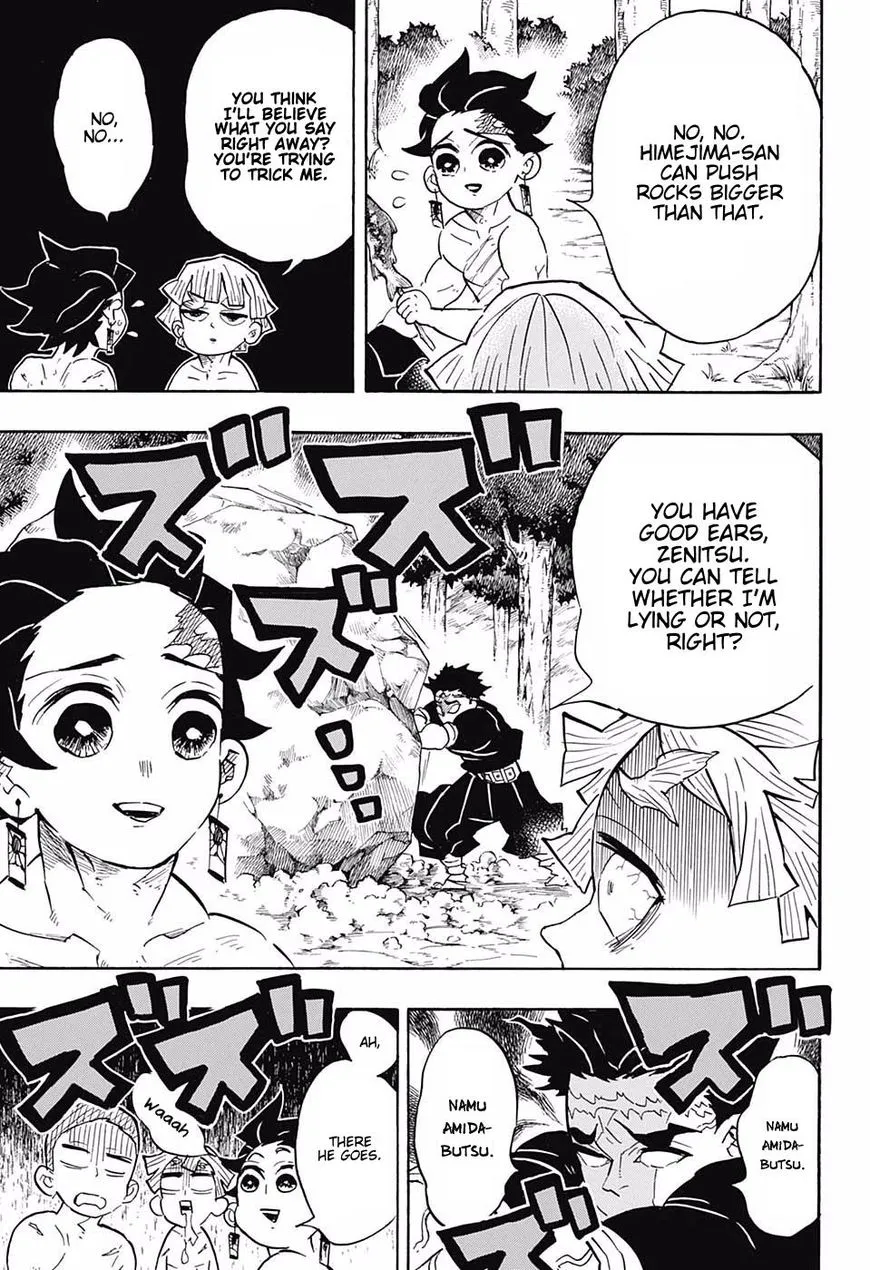 NO, NO.
HIMEJIMA-SAN
CAN PUSH
ROCKS BIGGER
THAN THAT.
YOU THINK
I'LL BELIEVE
WHAT YOU SAY
RIGHT AWAY?
YOU'RE TRYING
TO TRICK ME.
NO,
NO...
YOU HAVE
GOOD EARS,
ZENITSU.
YOU CAN TELL
WHETHER I'M
LYING OR NOT,
RIGHT?
ズ
ズ
ズ
ズ
NAMU
AMIDA-
BUTSU.
NAMU
AMIDA-
BUTSU.
ズ
AH,
THERE
HE GOES.
waaah
ズ
ズ